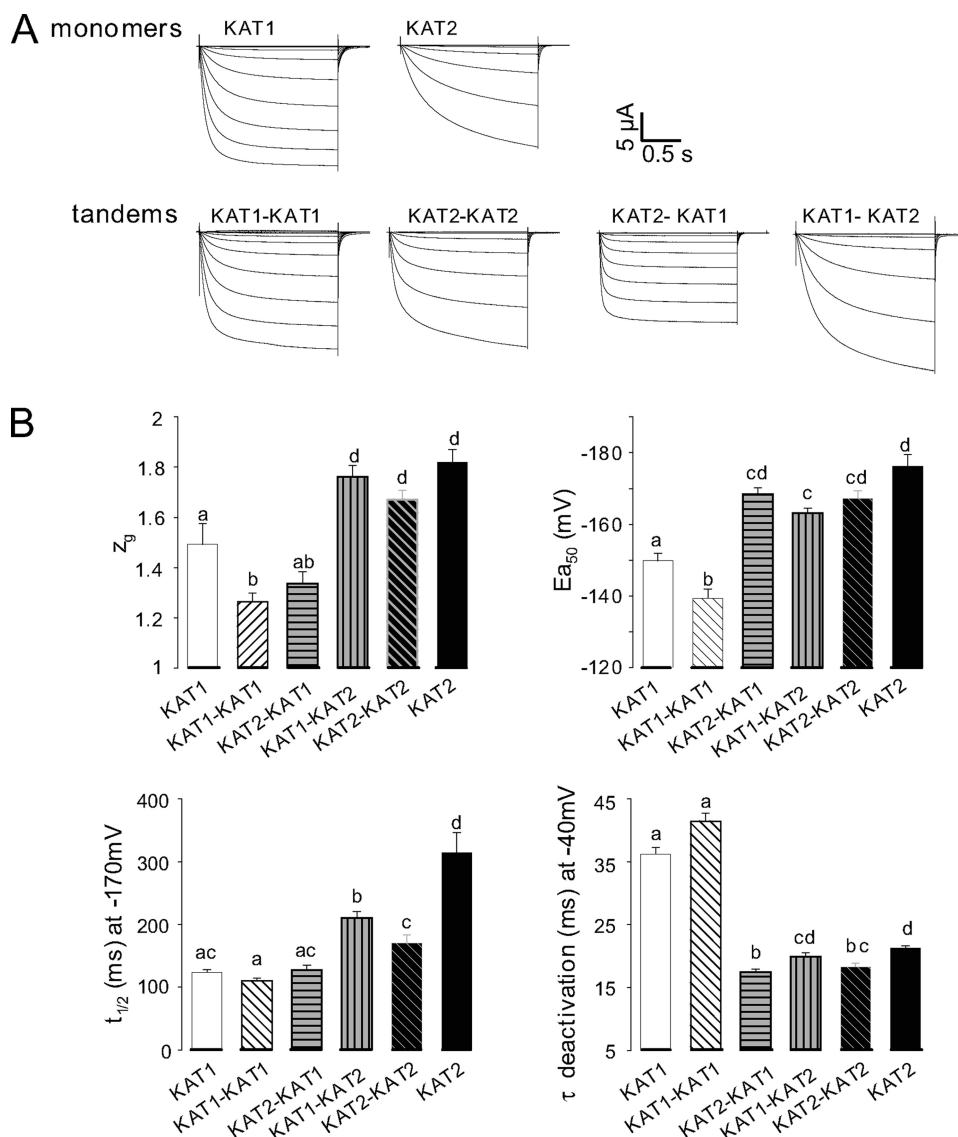 A
monomers
KAT1
KAT2
5 µA
0.5 s
tandems
KAT1-KAT1
KAT2-KAT2
KAT2- KAT1
KAT1- KAT2
B
2
1.8
1.6
1.4
1.2
1
zg
a
b
ab
d
d
d
KAT1
KAT1-KAT1
KAT2-KAT1
KAT1-KAT2
KAT2-KAT2
KAT2
-180
-160
-140
-120
Ea50 (mV)
a
b
cd
c
cd
d
KAT1
KAT1-KAT1
KAT2-KAT1
KAT1-KAT2
KAT2-KAT2
KAT2
400
300
200
100
0
t1/2 (ms) at -170mV
ac
a
ac
b
c
d
KAT1
KAT1-KAT1
KAT2-KAT1
KAT1-KAT2
KAT2-KAT2
KAT2
45
35
25
15
5
τ deactivation (ms) at -40mV
a
a
b
cd
bc
d
KAT1
KAT1-KAT1
KAT2-KAT1
KAT1-KAT2
KAT2-KAT2
KAT2